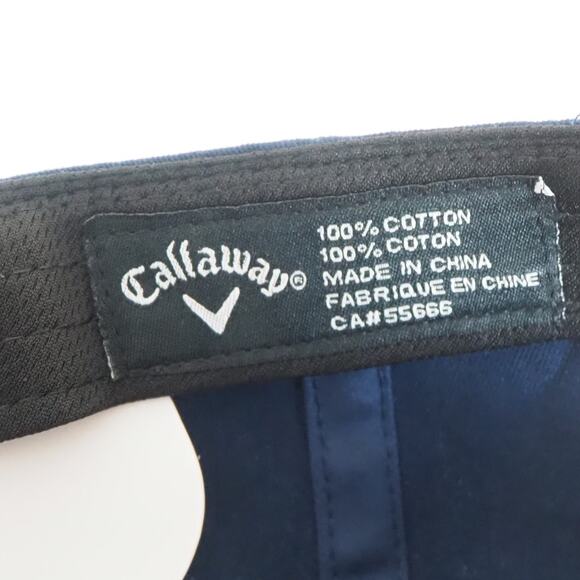 Callaway®
100% COTTON
100% COTON
MADE IN CHINA
FABRIQUE EN CHINE
CA#55666